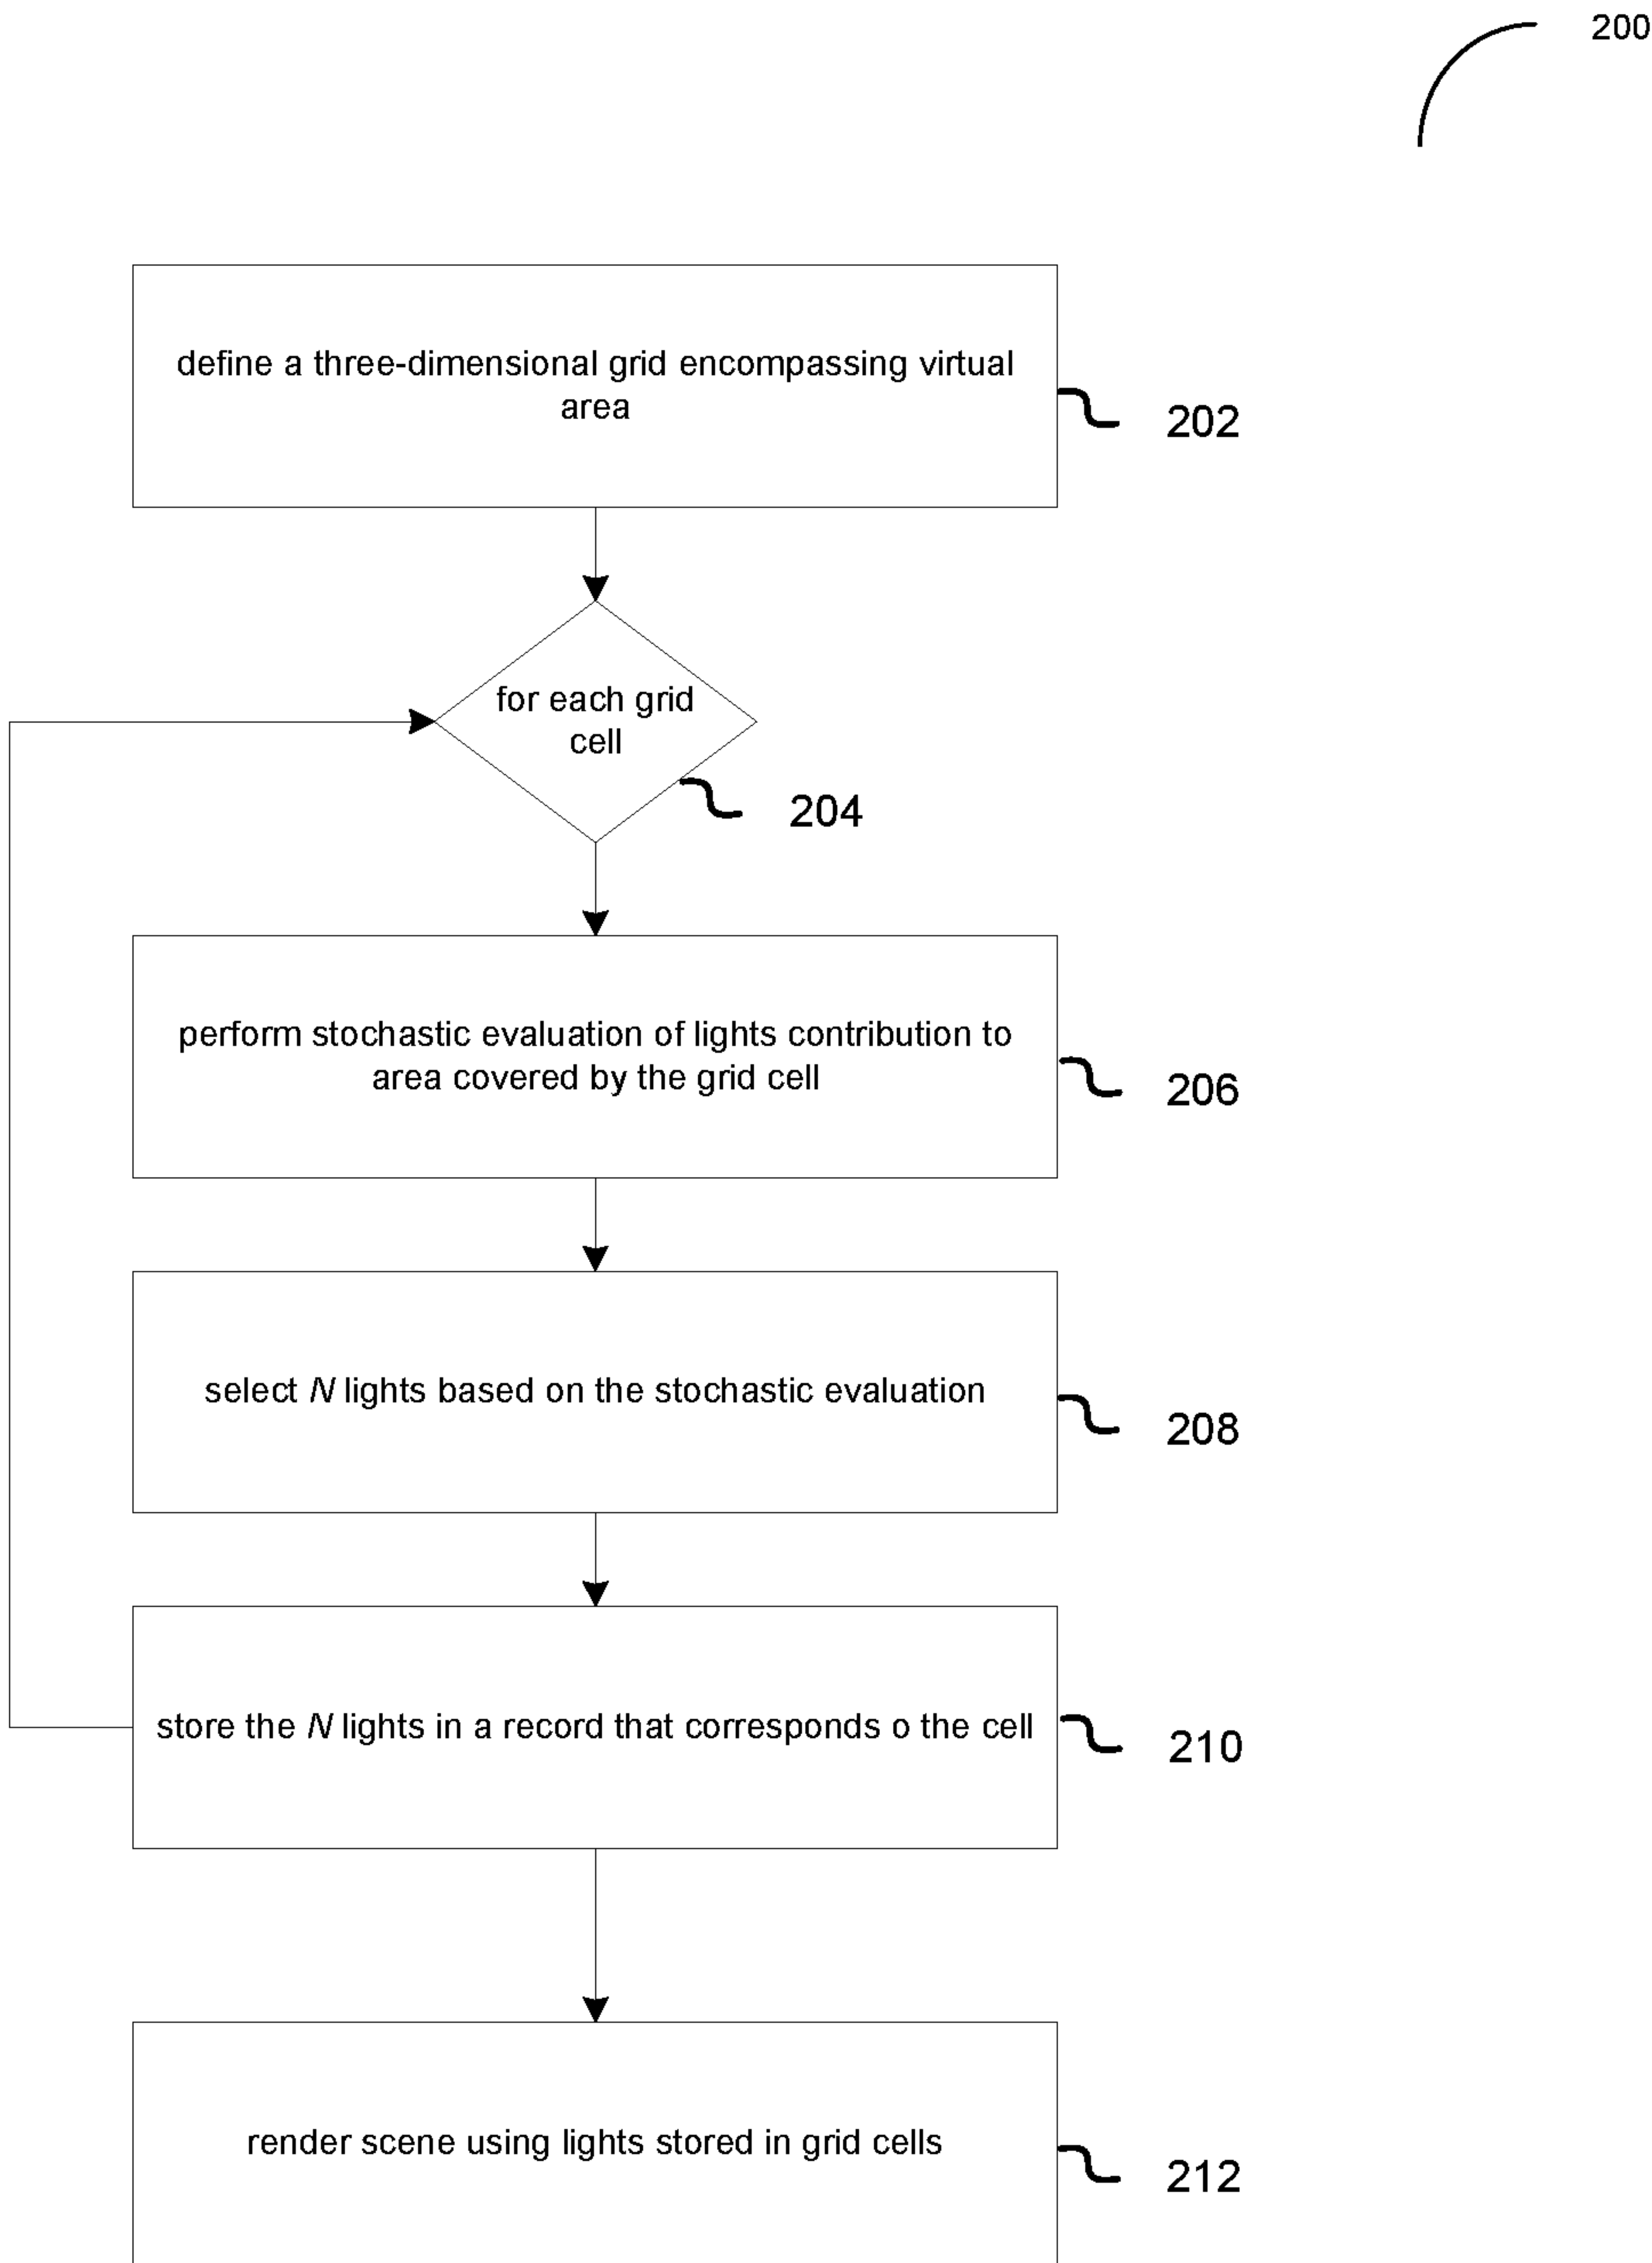 200
define a three-dimensional grid encompassing virtual
area
202
for each grid
cell
204
perform stochastic evaluation of lights contribution to
area covered by the grid cell
206
select N lights based on the stochastic evaluation
208
store the N lights in a record that corresponds o the cell
210
render scene using lights stored in grid cells
212